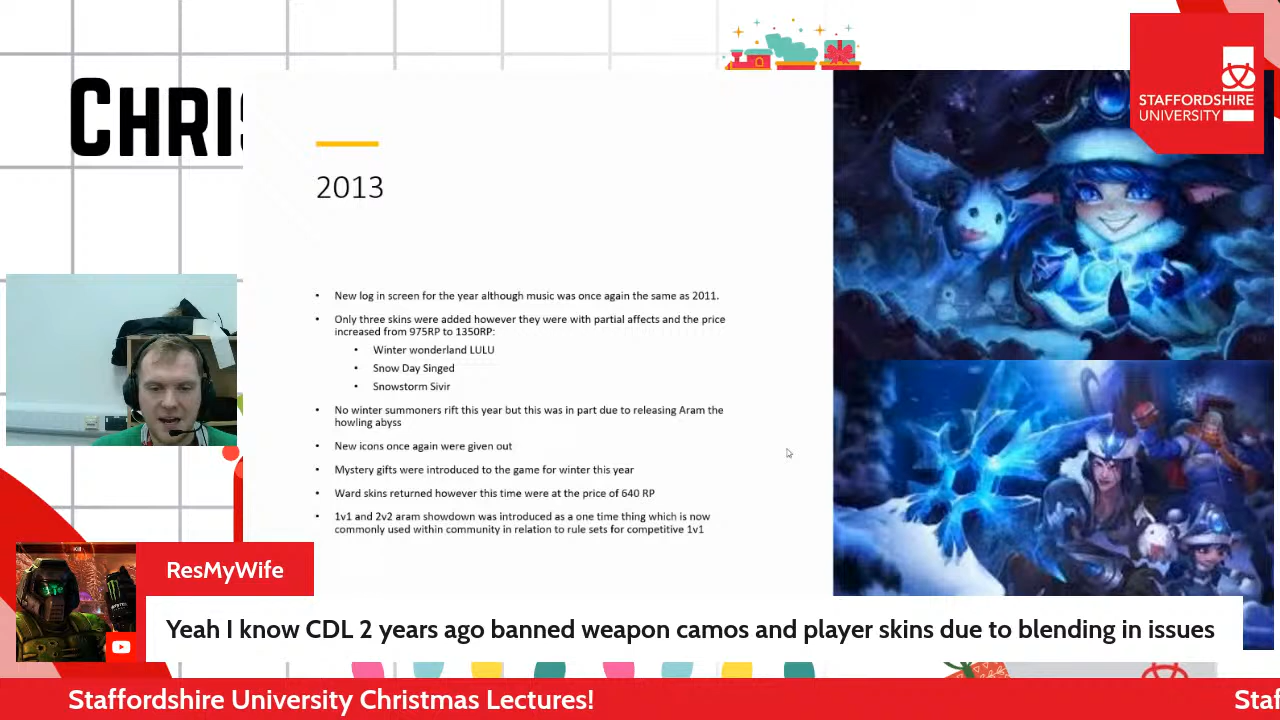 CHRIS
STAFFORDSHIRE
UNIVERSITY
2013
• New log in screen for the year although music was once again the same as 2011.
• Only three skins were added however they were with partial affects and the price
increased from 975RP to 1350RP:
• Winter wonderland LULU
• Snow Day Singed
• Snowstorm Sivir
• No winter summoners rift this year but this was in part due to releasing Aram the
howling abyss
• New icons once again were given out
• Mystery gifts were introduced to the game for winter this year
• Ward skins returned however this time were at the price of 640 RP
• 1v1 and 2v2 aram showdown was introduced as a one time thing which is now
commonly used within community in relation to rule sets for competitive 1v1
ResMyWife
Yeah I know CDL 2 years ago banned weapon camos and player skins due to blending in issues
Staffordshire University Christmas Lectures!
Staf